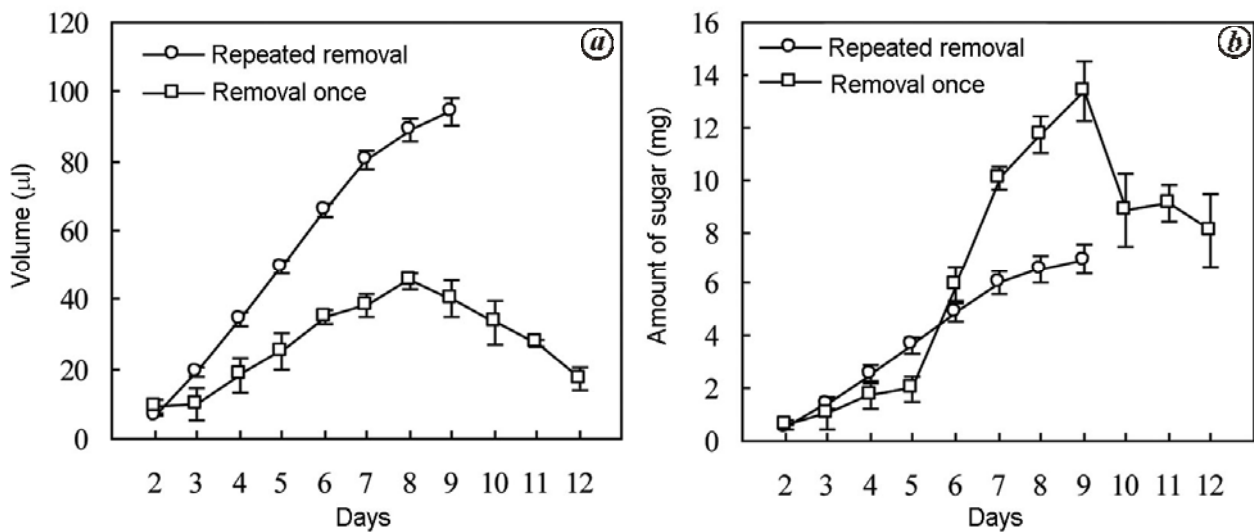 a
Repeated removal
Removal once
Volume (μl)
120
100
80
60
40
20
0
2 3 4 5 6 7 8 9 10 11 12
Days
b
Repeated removal
Removal once
Amount of sugar (mg)
16
14
12
10
8
6
4
2
0
2 3 4 5 6 7 8 9 10 11 12
Days